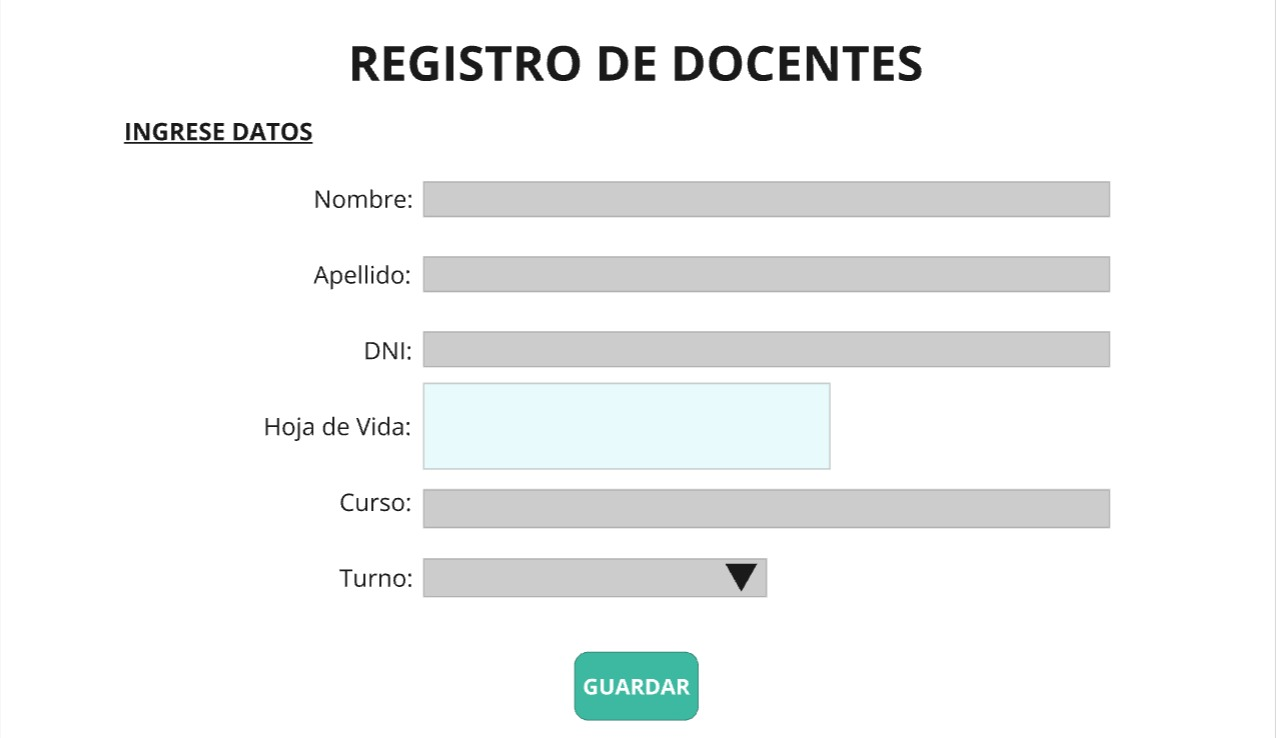 REGISTRO DE DOCENTES
INGRESE DATOS
Nombre:
Apellido:
DNI:
Hoja de Vida:
Curso:
Turno:
GUARDAR